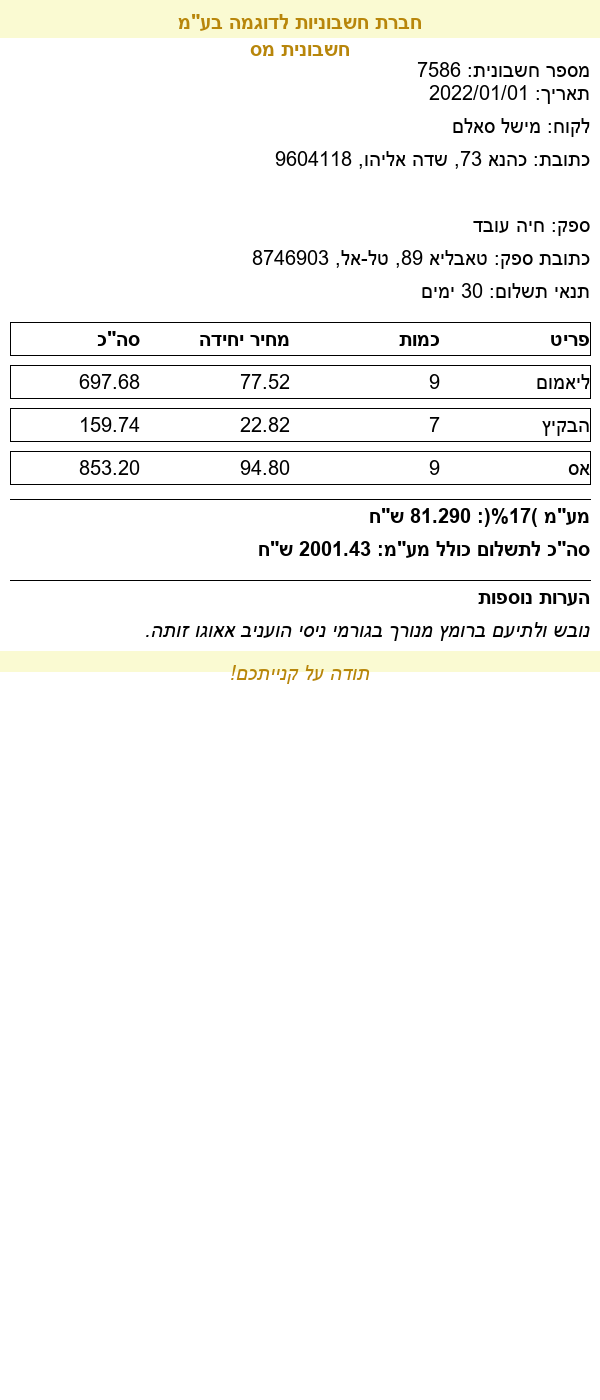 חברת חשבוניות לדוגמה בע"מ
חשבונית מס
מספר חשבונית: 7586
תאריך: 2022/01/01
לקוח: מישל סאלם
כתובת: כהנא 73, שדה אליהו, 9604118
ספק: חיה עובד
כתובת ספק: טאבליא 89, טל-אל, 8746903
תנאי תשלום: 30 ימים
פריט כמות מחיר יחידה סה"כ
ליאמום 9 77.52 697.68
הבקיץ 7 22.82 159.74
אס 9 94.80 853.20
מע"מ )17%(: 81.290 ש"ח
סה"כ לתשלום כולל מע"מ: 2001.43 ש"ח
הערות נוספות
נובש ולתיעם ברומץ מנורך בגורמי ניסי הועניב אאוגו זותה.
תודה על קנייתכם!